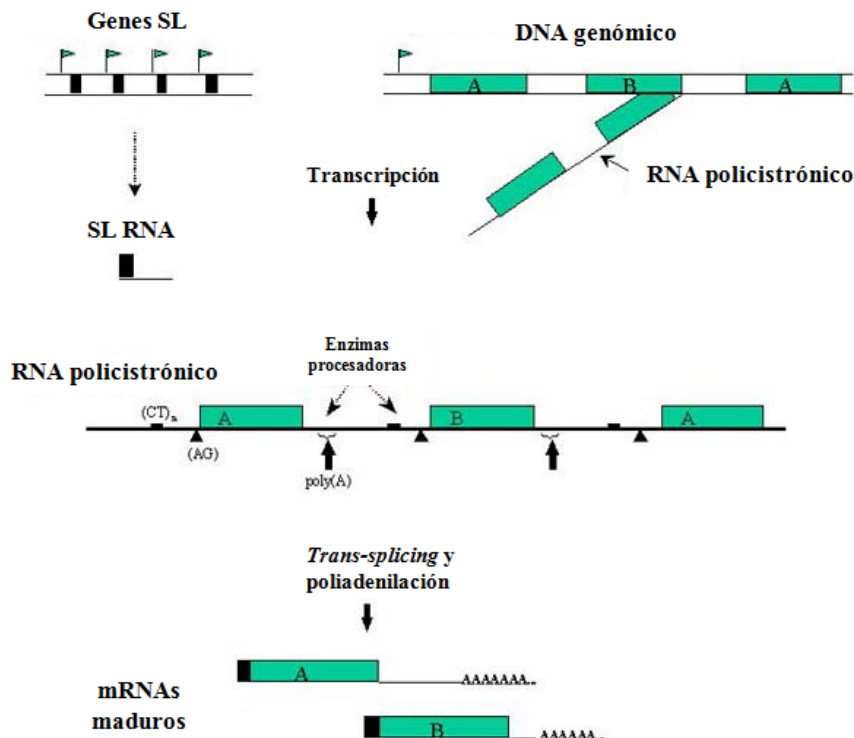 Genes SL
DNA genómico
A B A
Transcripción
RNA policistrónico
SL RNA
Enzimas
procesadoras
RNA policistrónico
(CT)n
A B A
(AG)
poly(A)
Trans-splicing y
poliadenilación
mRNAs
maduros
A AAAAAAA
B AAAAAA